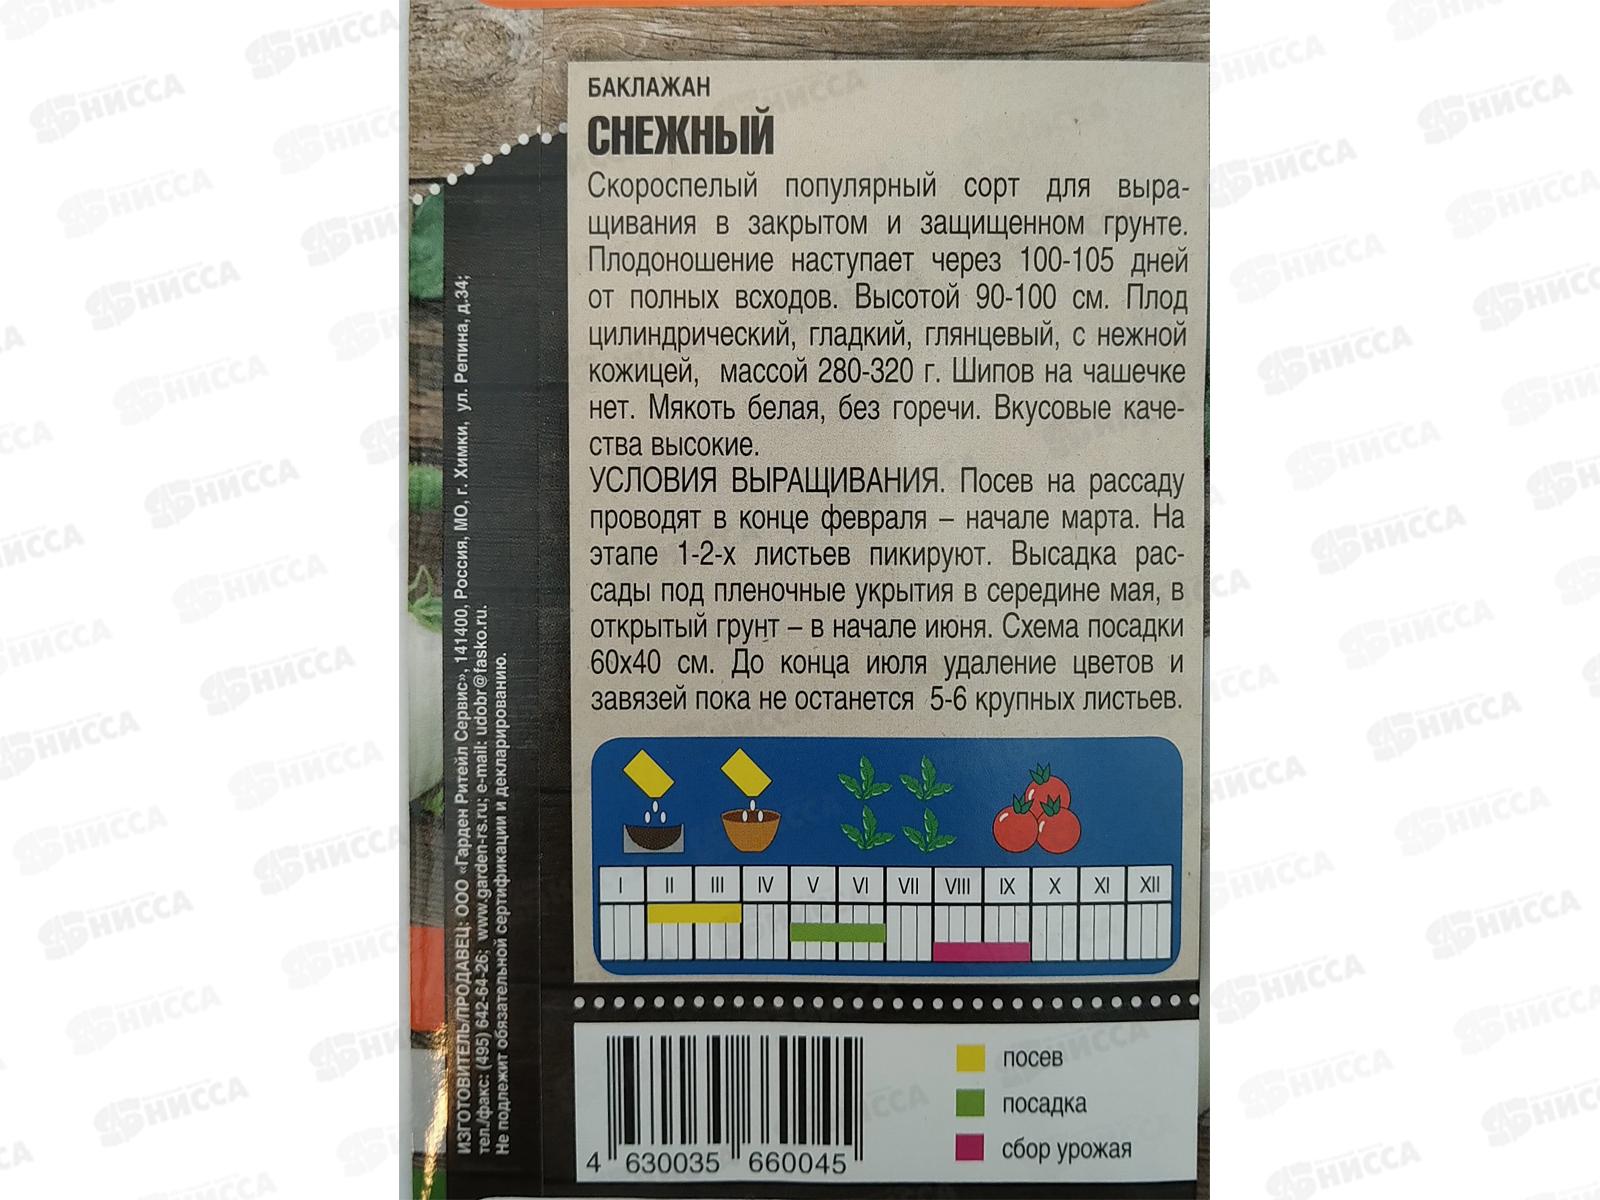 БАКЛАЖАН
СНЕЖНЫЙ
Скороспелый популярный сорт для выра-
щивания в закрытом и защищенном грунте.
Плодоношение наступает через 100-105 дней
от полных всходов. Высотой 90-100 см. Плод
цилиндрический, гладкий, глянцевый, с нежной
кожицей, массой 280-320 г. Шипов на чашечке
нет. Мякоть белая, без горечи. Вкусовые каче-
ства высокие.
УСЛОВИЯ ВЫРАЩИВАНИЯ. Посев на рассаду
проводят в конце февраля – начале марта. На
этапе 1-2-х листьев пикируют. Высадка рас-
сады под пленочные укрытия в середине мая, в
открытый грунт – в начале июня. Схема посадки
60х40 см. До конца июля удаление цветов и
завязей пока не останется 5-6 крупных листьев.
I II III IV V VI VII VIII IX X XI XII
посев
посадка
сбор урожая
4 630035 660045
ИЗГОТОВИТЕЛЬ/ПРОДАВЕЦ: ООО «Гарден Ритейл Сервис», 141400, Россия, МО, г. Химки, ул. Репина, д.34;
тел./факс: (495) 642-64-26; www.garden-rs.ru; e-mail: udobr@fasko.ru.
Не подлежит обязательной сертификации и декларированию.
НИССА